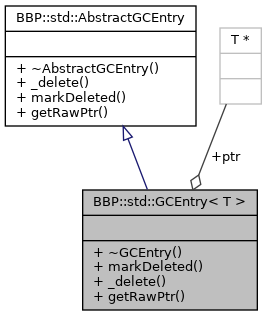 BBP::std::AbstractGCEntry
+ ~AbstractGCEntry()
+ _delete()
+ markDeleted()
+ getRawPtr()
T *
+ptr
BBP::std::GCEntry< T >
+ ~GCEntry()
+ markDeleted()
+ _delete()
+ getRawPtr()